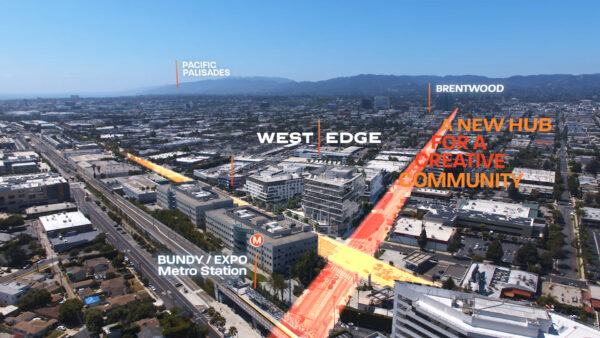 PACIFIC
PALISADES
BRENTWOOD
WEST EDGE
A NEW HUB
FOR A
CREATIVE
COMMUNITY
M
BUNDY / EXPO
Metro Station